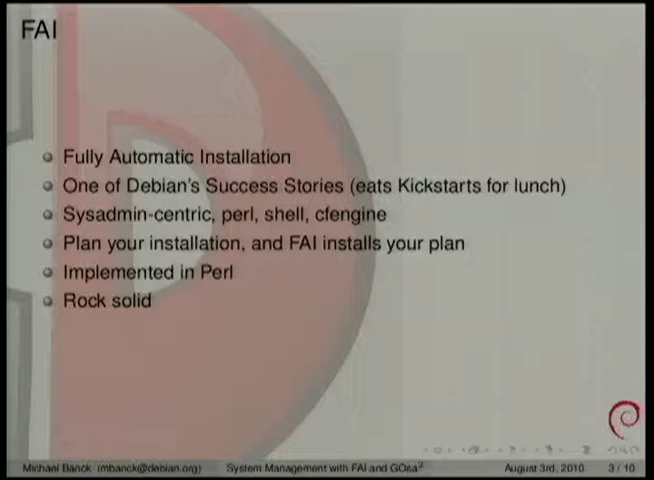 FAI
Fully Automatic Installation
One of Debian's Success Stories (eats Kickstarts for lunch)
Sysadmin-centric, perl, shell, cfengine
Plan your installation, and FAI installs your plan
Implemented in Perl
Rock solid
Michael Banck (mbanck@debian.org) System Management with FAI and GOsa² August 3rd, 2010 3 / 10